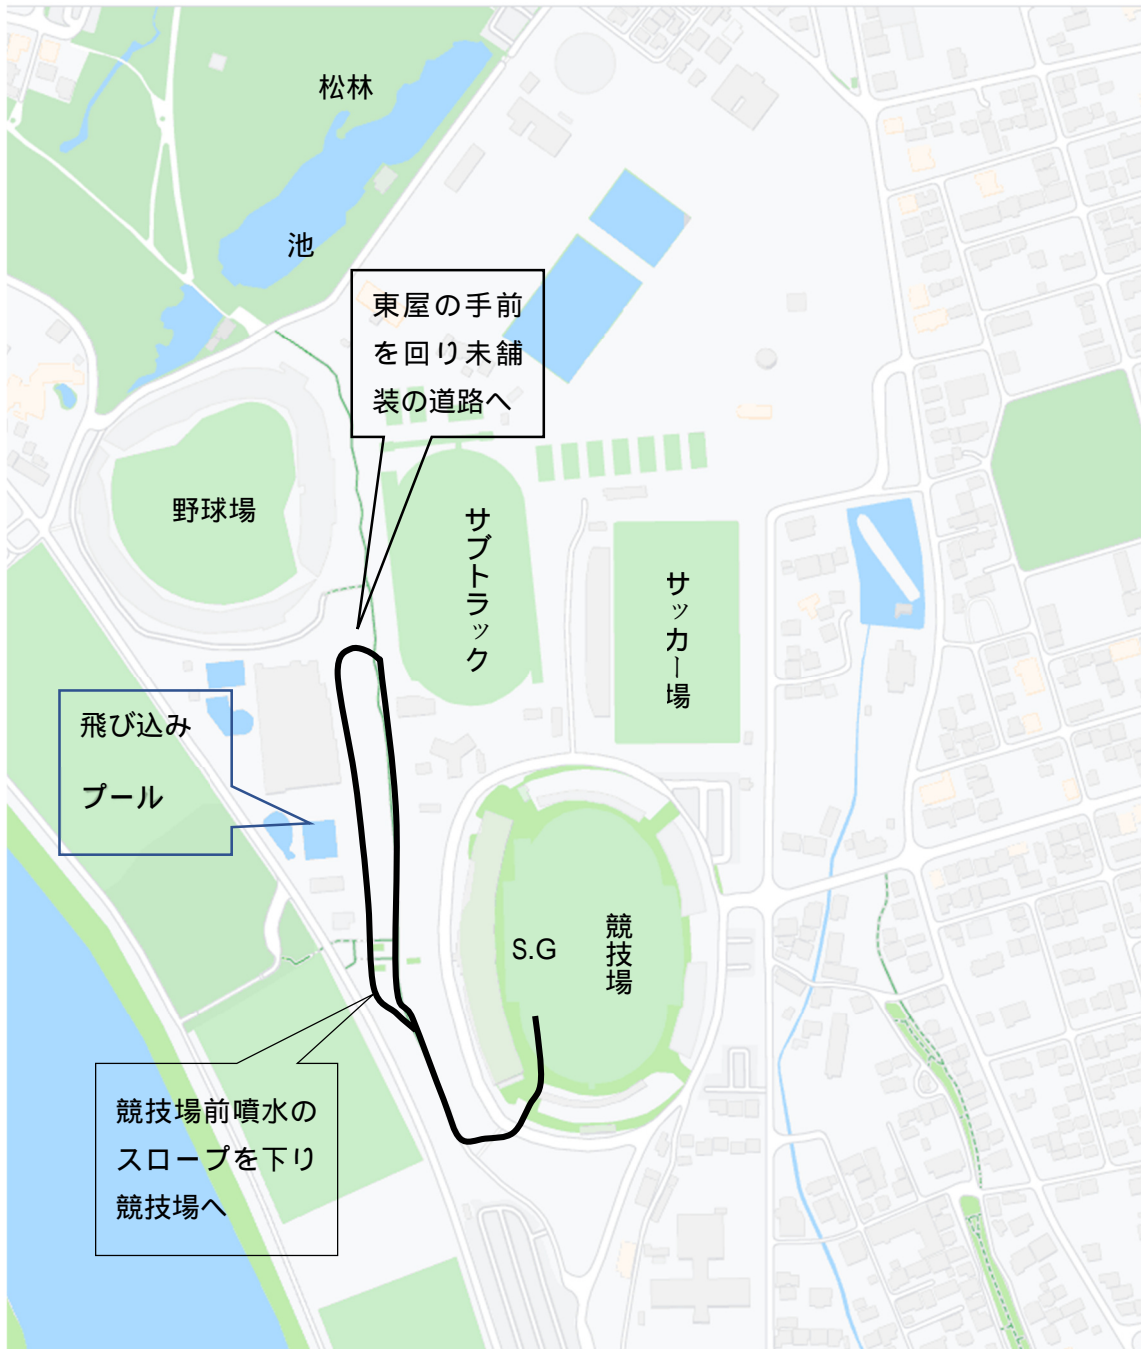 松林
池
東屋の手前
を回り未舗
装の道路へ
野球場
サブトラック
サッカー場
飛び込み
プール
S.G
競技場
競技場前噴水の
スロープを下り
競技場へ